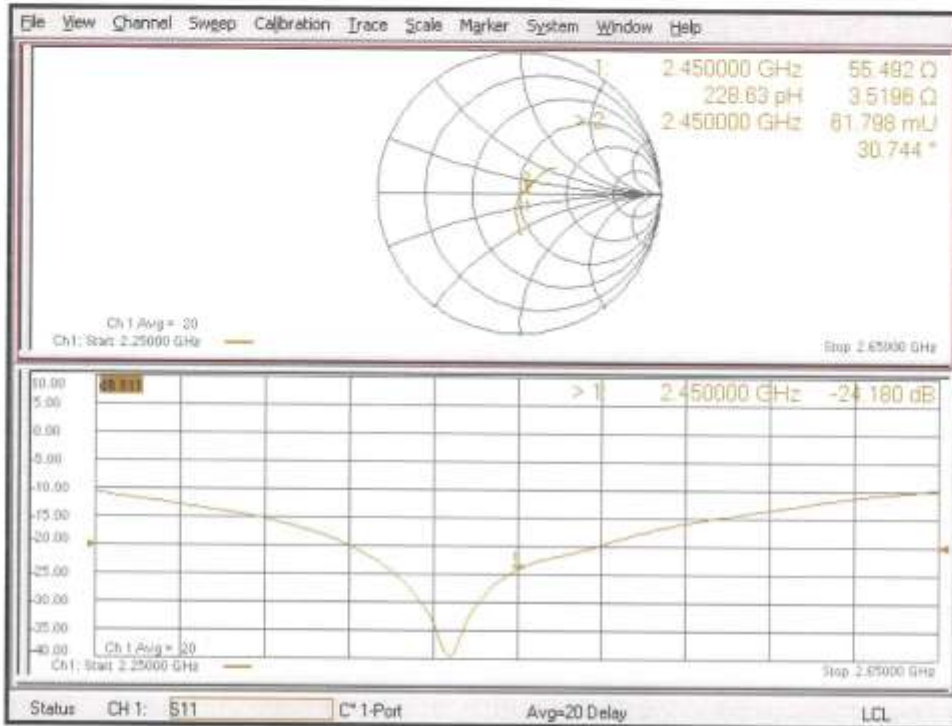 File View Channel Sweep Calibration Trace Scale Marker System Window Help
1: 2.450000 GHz 55.492 Ω
228.63 pH 3.5196 Ω
> 2: 2.450000 GHz 61.798 mU
30.744 °
Ch 1 Avg = 20
Ch1: Start 2.25000 GHz
Stop 2.65000 GHz
10.00
> 1: 2.450000 GHz -24.180 dB
5.00
0.00
-5.00
-10.00
-15.00
-20.00
-25.00
-30.00
-35.00
-40.00
Ch 1 Avg = 20
Ch1: Start 2.25000 GHz
Stop 2.65000 GHz
Status CH 1: S11 C* 1-Port Avg=20 Delay LCL